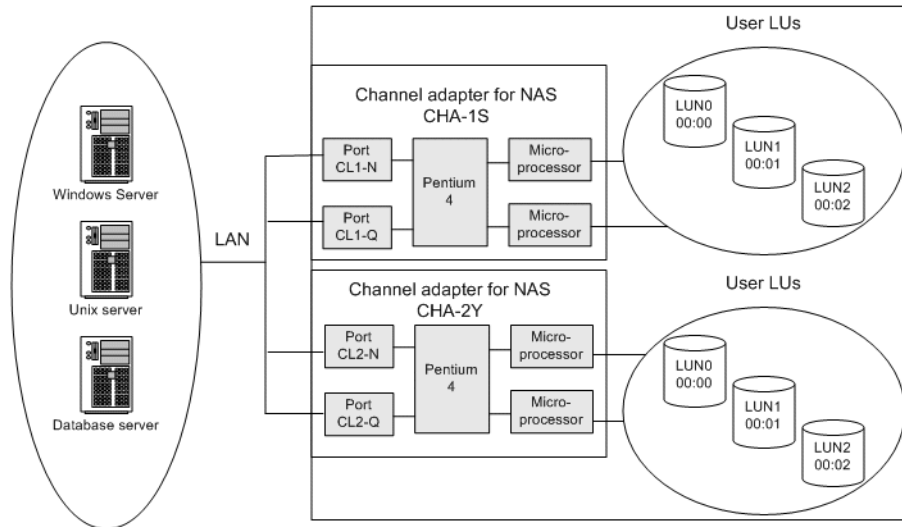 User LUs
Channel adapter for NAS
CHA-1S
Port
CL1-N
Pentium
4
Micro-
processor
Port
CL1-Q
Micro-
processor
LUN0
00:00
LUN1
00:01
LUN2
00:02
Windows Server
LAN
Unix server
Database server
User LUs
Channel adapter for NAS
CHA-2Y
Port
CL2-N
Pentium
4
Micro-
processor
Port
CL2-Q
Micro-
processor
LUN0
00:00
LUN1
00:01
LUN2
00:02